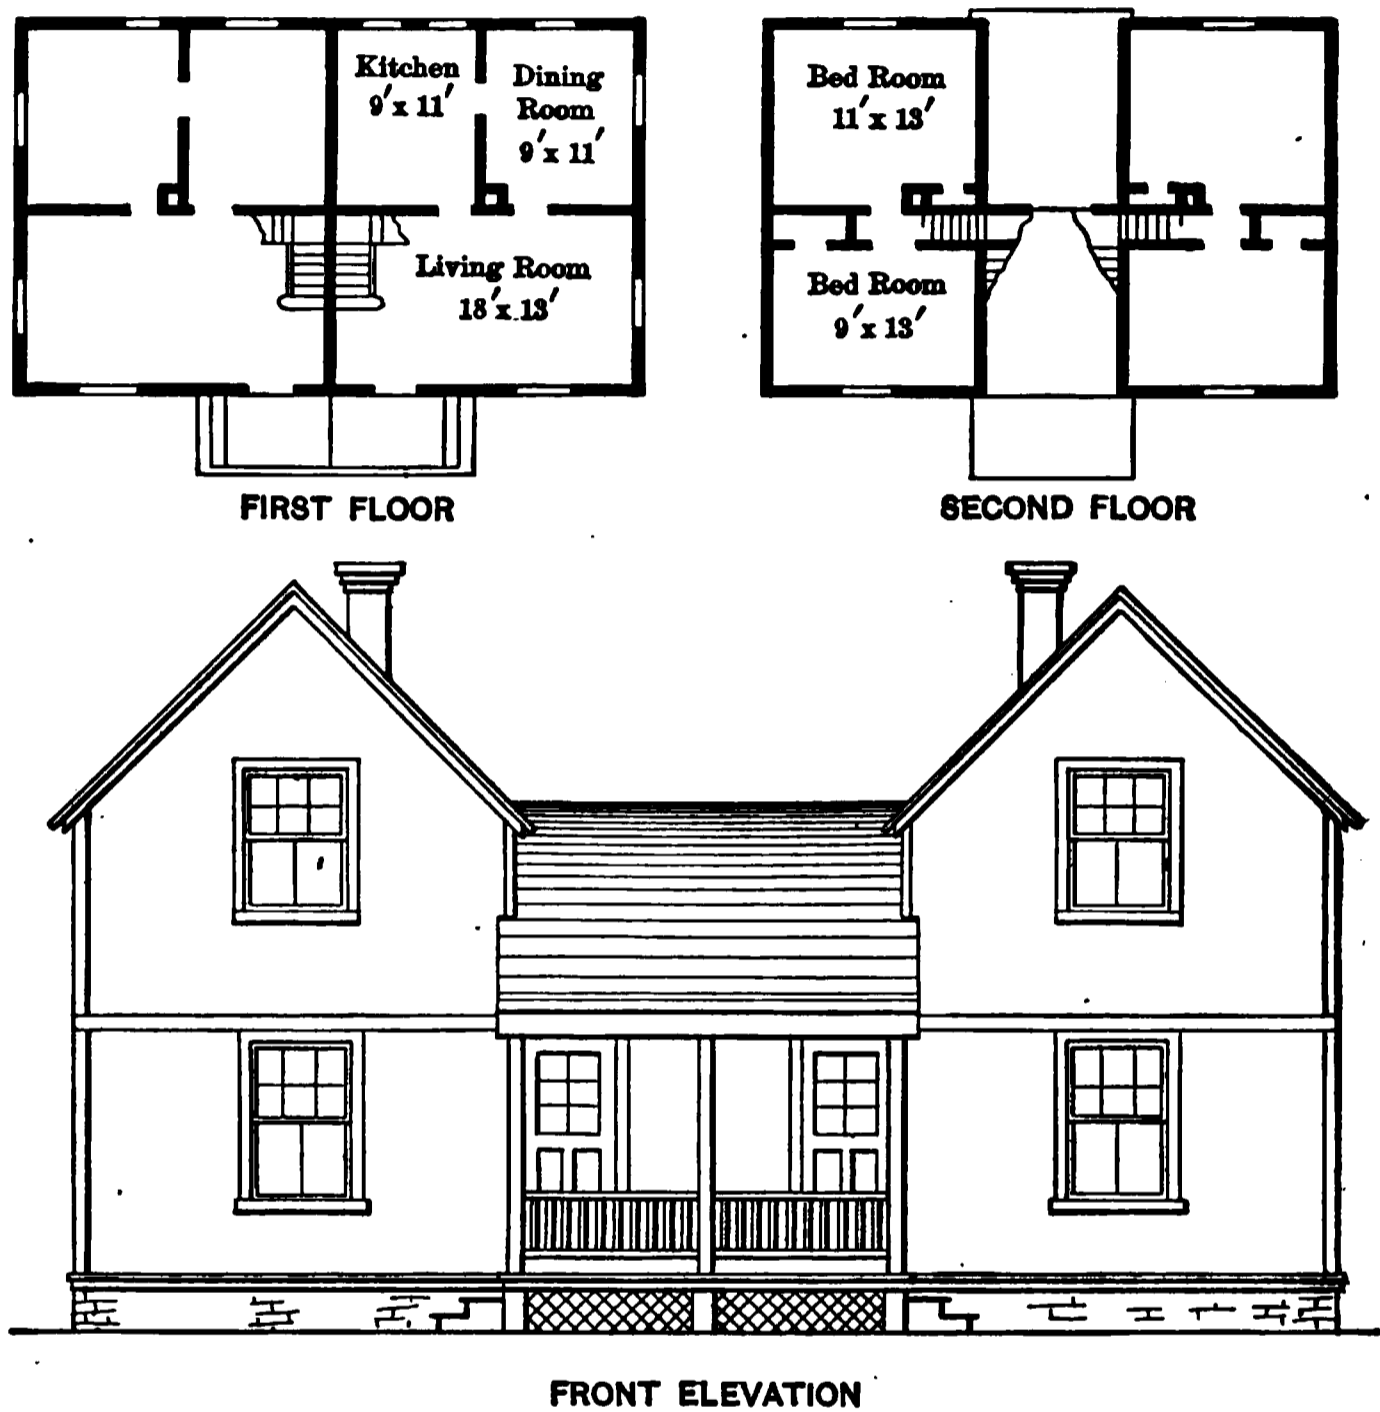 Kitchen
9' x 11'
Dining
Room
9' x 11'
Living Room
18' x 13'
FIRST FLOOR
Bed Room
11' x 13'
Bed Room
9' x 13'
SECOND FLOOR
FRONT ELEVATION